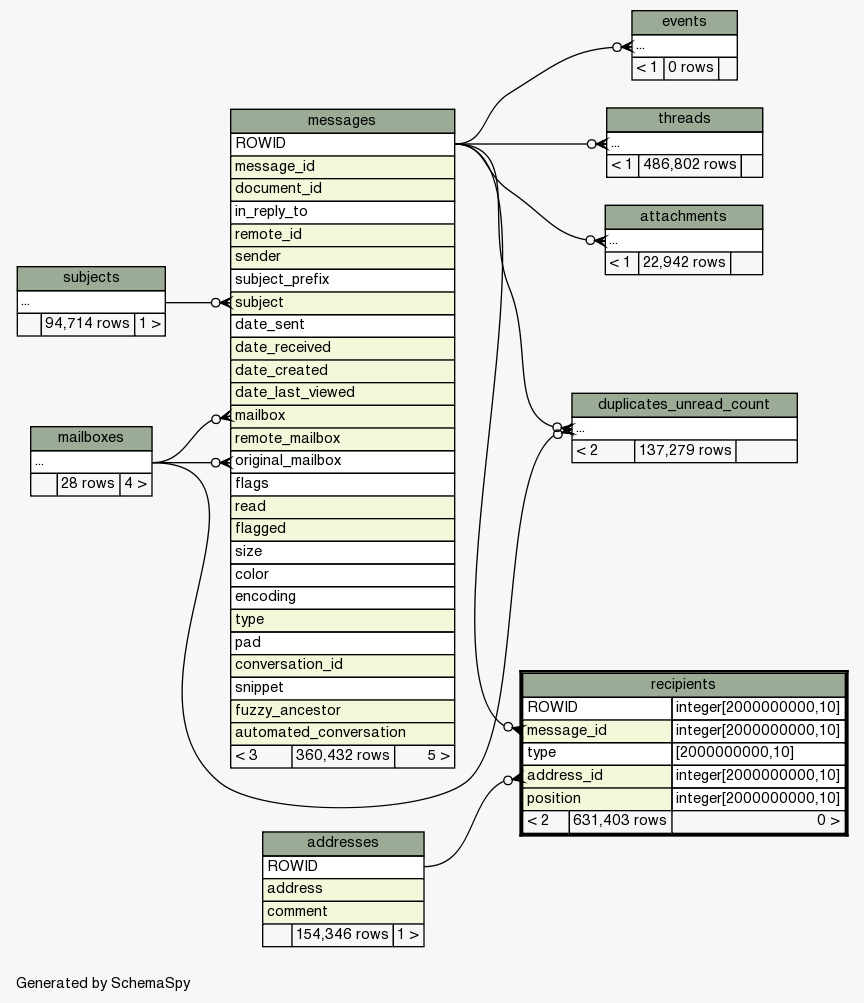 events
...
< 1 0 rows
threads
...
< 1 486,802 rows
attachments
...
< 1 22,942 rows
messages
ROWID
message_id
document_id
in_reply_to
remote_id
sender
subject_prefix
subject
date_sent
date_received
date_created
date_last_viewed
mailbox
remote_mailbox
original_mailbox
flags
read
flagged
size
color
encoding
type
pad
conversation_id
snippet
fuzzy_ancestor
automated_conversation
< 3 360,432 rows 5 >
subjects
...
94,714 rows 1 >
mailboxes
...
28 rows 4 >
duplicates_unread_count
...
< 2 137,279 rows
recipients
ROWID integer[2000000000,10]
message_id integer[2000000000,10]
type [2000000000,10]
address_id integer[2000000000,10]
position integer[2000000000,10]
< 2 631,403 rows 0 >
addresses
ROWID
address
comment
154,346 rows 1 >
Generated by SchemaSpy